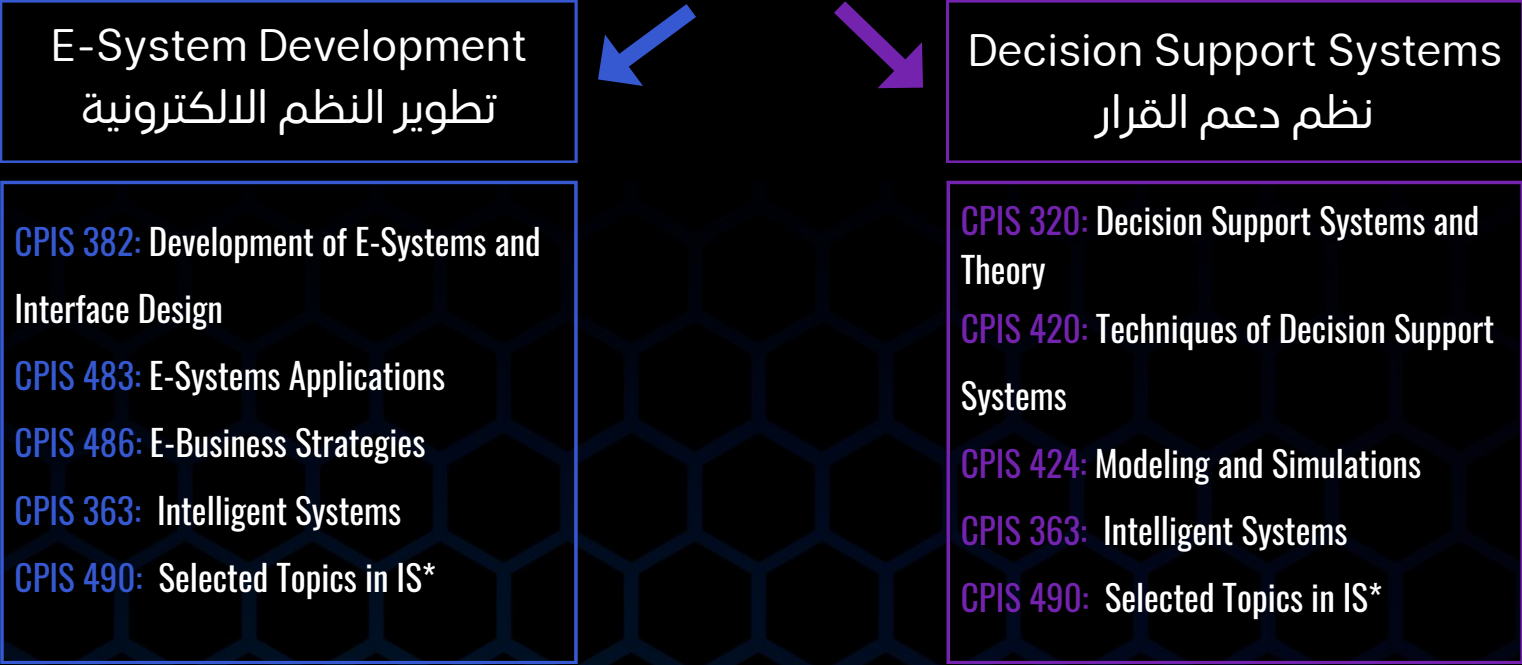 E-System Development
تطوير النظم الالكترونية
CPIS 382: Development of E-Systems and
Interface Design
CPIS 483: E-Systems Applications
CPIS 486: E-Business Strategies
CPIS 363: Intelligent Systems
CPIS 490: Selected Topics in IS*
Decision Support Systems
نظم دعم القرار
CPIS 320: Decision Support Systems and
Theory
CPIS 420: Techniques of Decision Support
Systems
CPIS 424: Modeling and Simulations
CPIS 363: Intelligent Systems
CPIS 490: Selected Topics in IS*